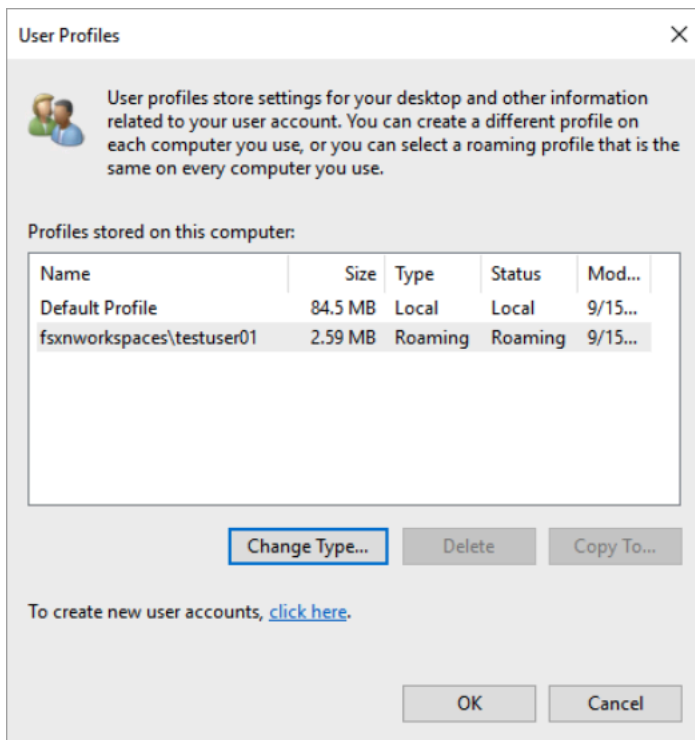 User Profiles
User profiles store settings for your desktop and other information
related to your user account. You can create a different profile on
each computer you use, or you can select a roaming profile that is the
same on every computer you use.
Profiles stored on this computer:
Name Size Type Status Mod...
Default Profile 84.5 MB Local Local 9/15...
fsxnworkspaces\testuser01 2.59 MB Roaming Roaming 9/15...
Change Type... Delete Copy To...
To create new user accounts, click here.
OK Cancel